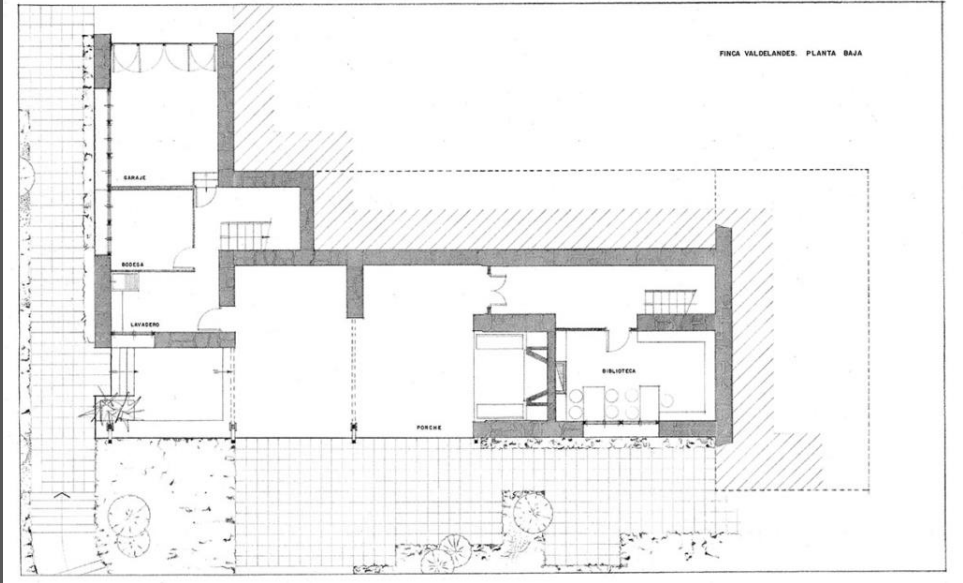 FINCA VALDELANDES. PLANTA BAJA
GARAJE
BODEGA
LAVADERO
BIBLIOTECA
PORCHE